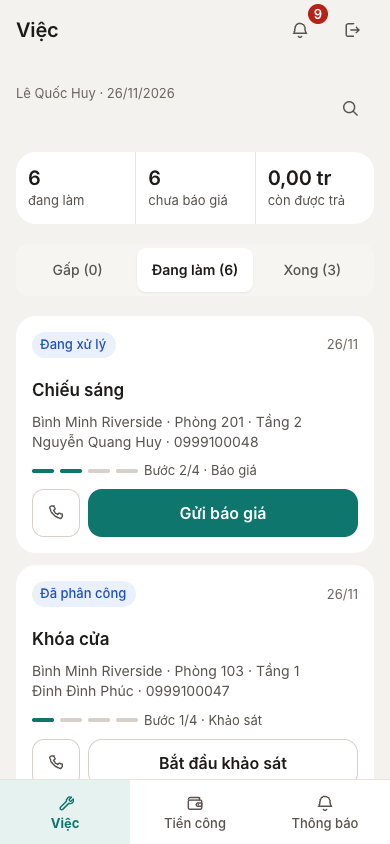 Việc
9
Lê Quốc Huy · 26/11/2026
6
đang làm
6
chưa báo giá
0,00 tr
còn được trả
Gấp (0)
Đang làm (6)
Xong (3)
Đang xử lý
26/11
Chiếu sáng
Bình Minh Riverside · Phòng 201 · Tầng 2
Nguyễn Quang Huy · 0999100048
Bước 2/4 · Báo giá
Gửi báo giá
Đã phân công
26/11
Khóa cửa
Bình Minh Riverside · Phòng 103 · Tầng 1
Đinh Đình Phúc · 0999100047
Bước 1/4 · Khảo sát
Bắt đầu khảo sát
Việc
Tiền công
Thông báo